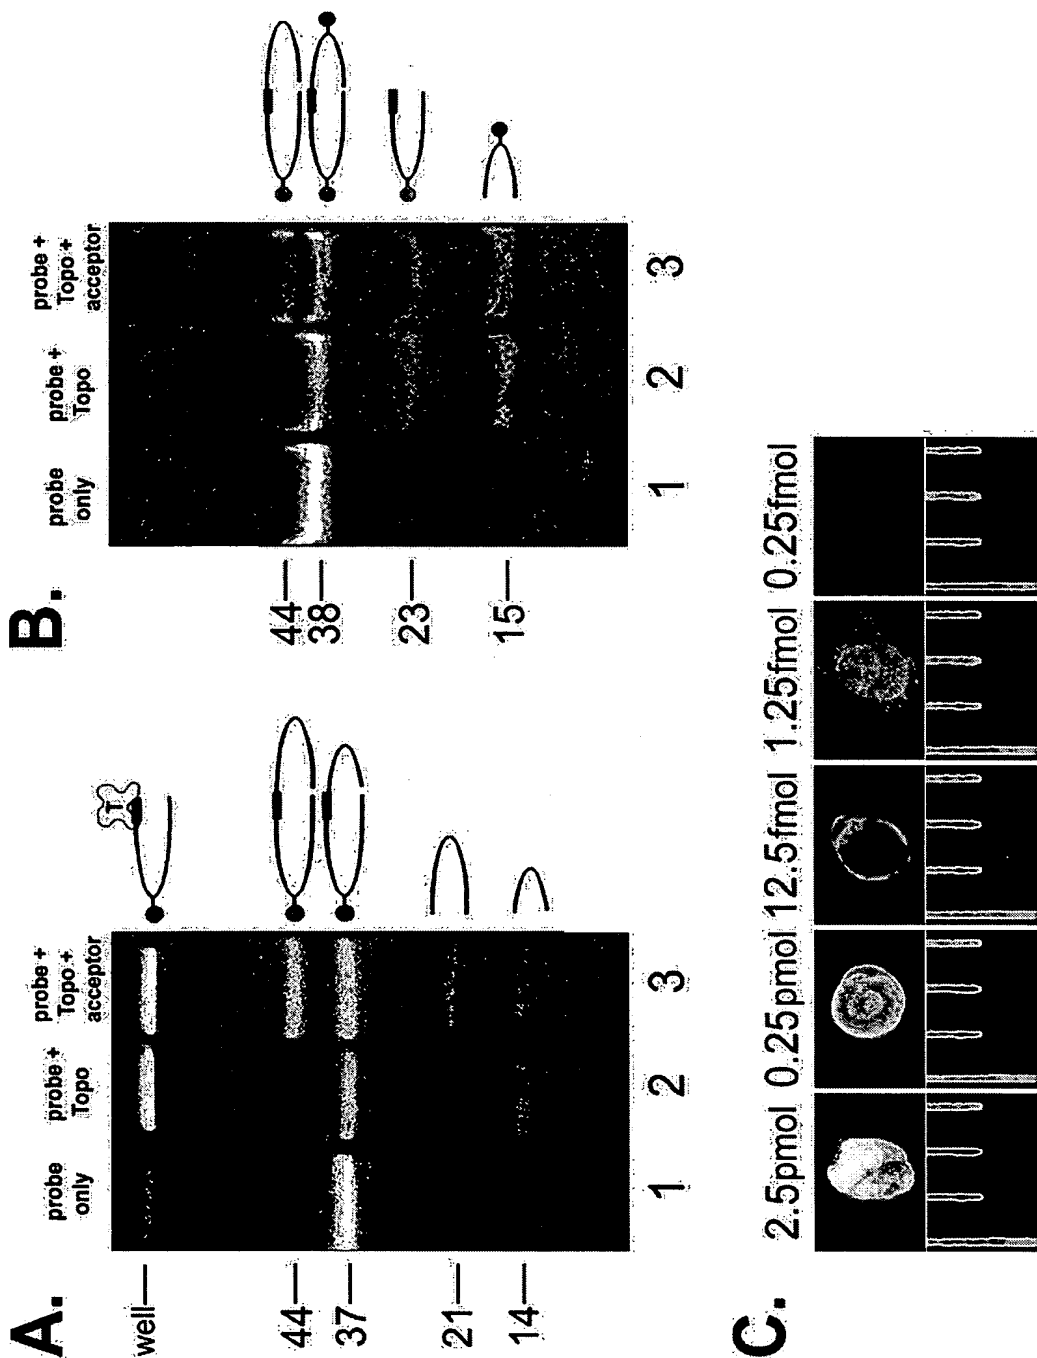 A.
probe
only
probe +
Topo
probe +
Topo +
acceptor
well
44
37
21
14
T
1
2
3
B.
probe
only
probe +
Topo
probe +
Topo +
acceptor
44
38
23
15
1
2
3
C.
2.5pmol 0.25pmol 12.5fmol 1.25fmol 0.25fmol